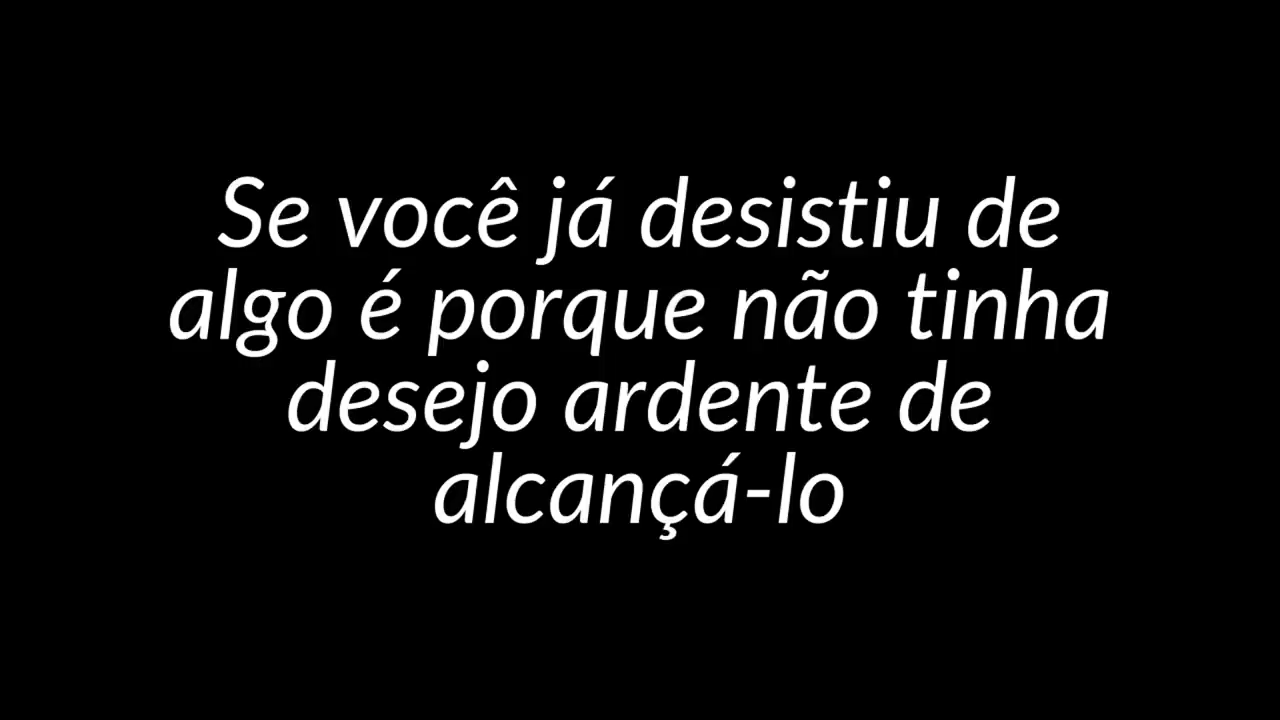 Se você já desistiu de
algo é porque não tinha
desejo ardente de
alcançá-lo